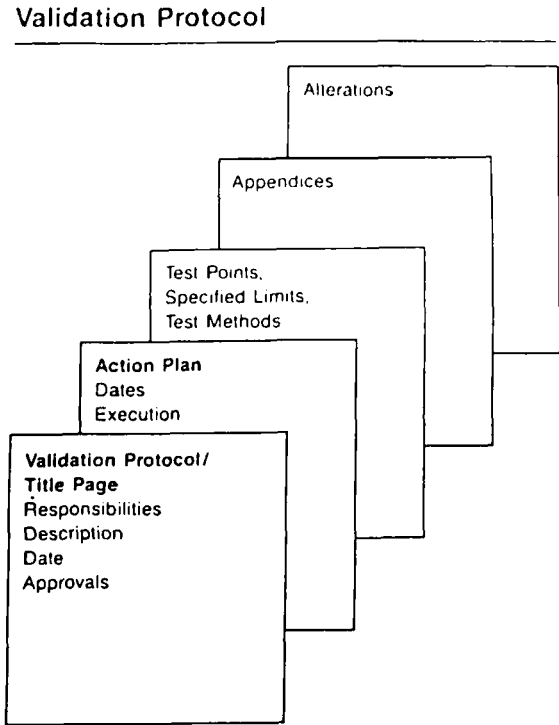 Validation Protocol
Alterations
Appendices
Test Points,
Specified Limits,
Test Methods
Action Plan
Dates
Execution
Validation Protocol/
Title Page
Responsibilities
Description
Date
Approvals